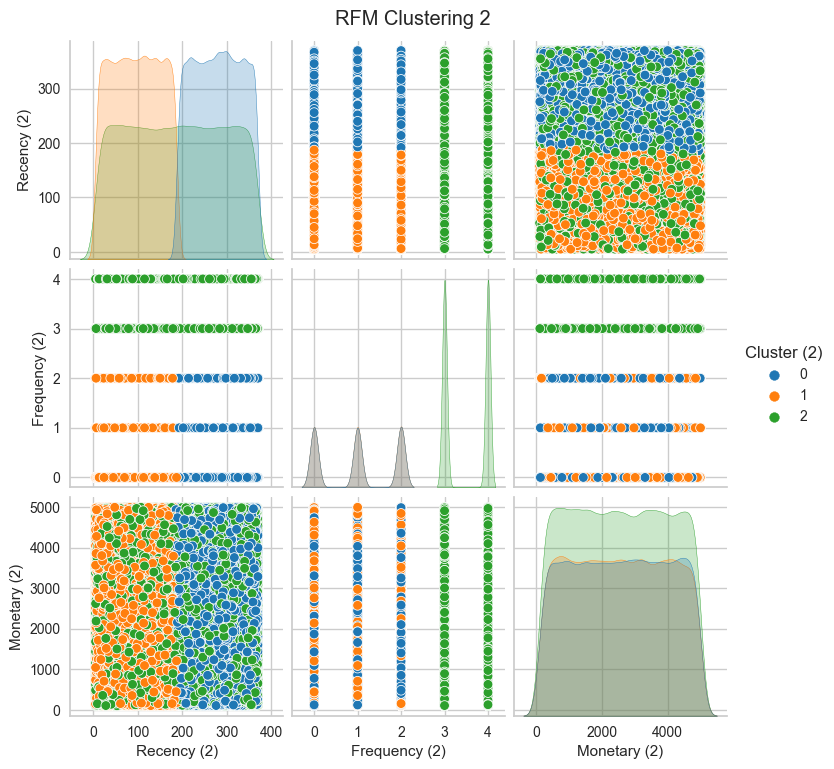 RFM Clustering 2
Recency (2)
300
200
100
0
Frequency (2)
4
3
2
1
0
Monetary (2)
5000
4000
3000
2000
1000
0
0 100 200 300 400
Recency (2)
0 1 2 3 4
Frequency (2)
0 2000 4000
Monetary (2)
Cluster (2)
0
1
2